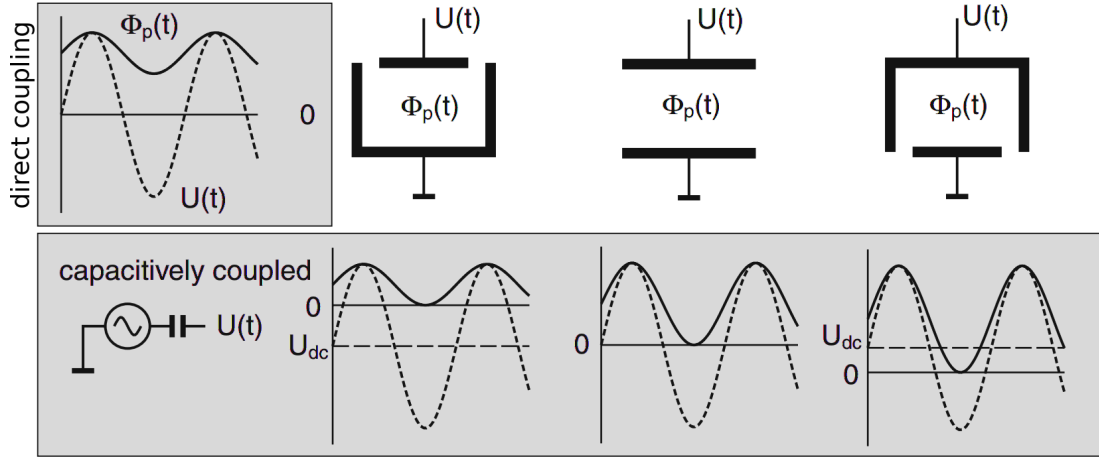 direct coupling
Φp(t)
0
U(t)
U(t)
Φp(t)
U(t)
Φp(t)
U(t)
Φp(t)
capacitively coupled
U(t)
0
Udc
0
Udc
0